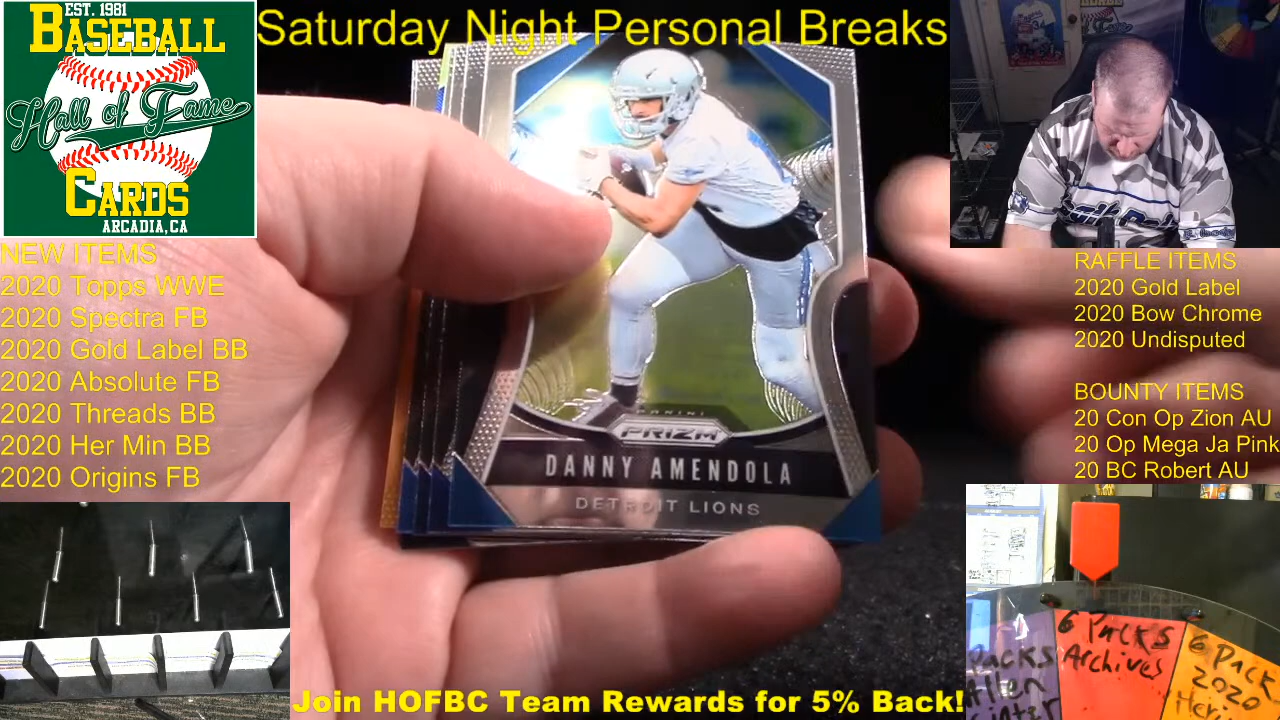 EST. 1981
BASEBALL
Hall of Fame
CARDS
ARCADIA, CA
Saturday Night Personal Breaks
NEW ITEMS
2020 Topps WWE
2020 Spectra FB
2020 Gold Label BB
2020 Absolute FB
2020 Threads BB
2020 Her Min BB
2020 Origins FB
PANINI
PRIZM
DANNY AMENDOLA
DETROIT LIONS
RAFFLE ITEMS
2020 Gold Label
2020 Bow Chrome
2020 Undisputed
BOUNTY ITEMS
20 Con Op Zion AU
20 Op Mega Ja Pink
20 BC Robert AU
6 Packs
Archives
6 Pack
2020
Join HOFBC Team Rewards for 5% Back!